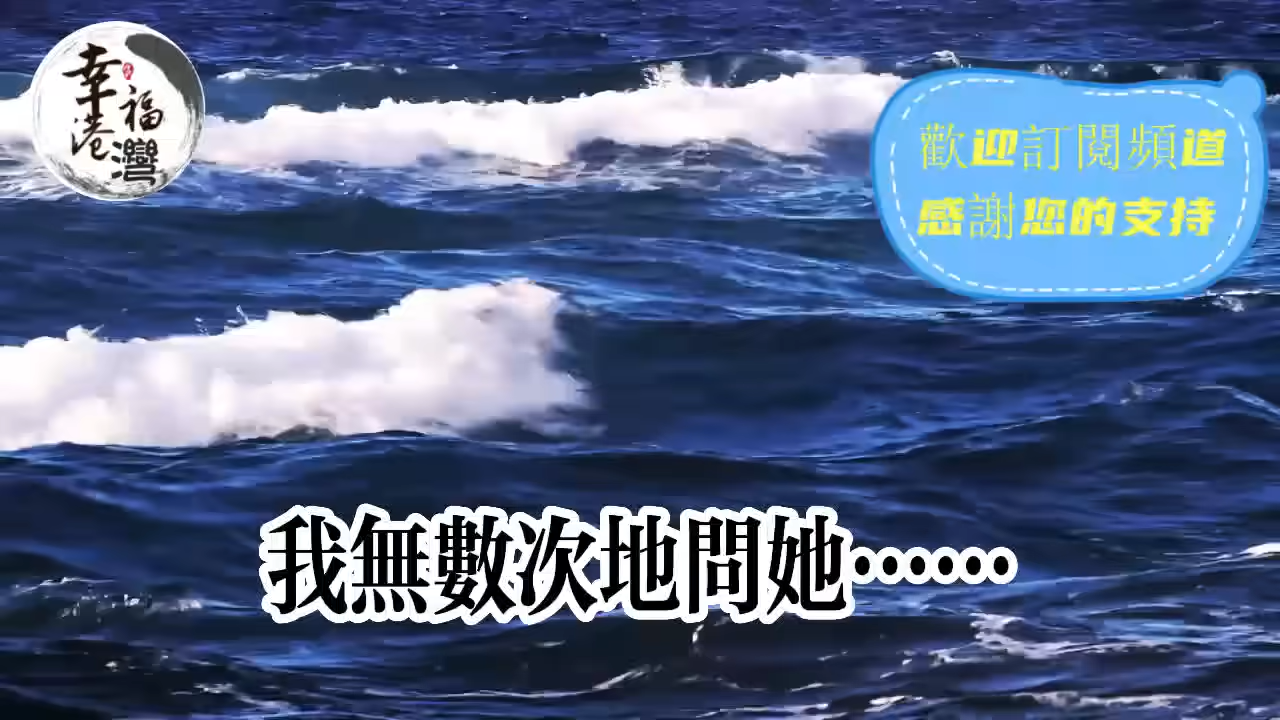 幸福
港灣
歡迎訂閱頻道
感謝您的支持
我無數次地問她……